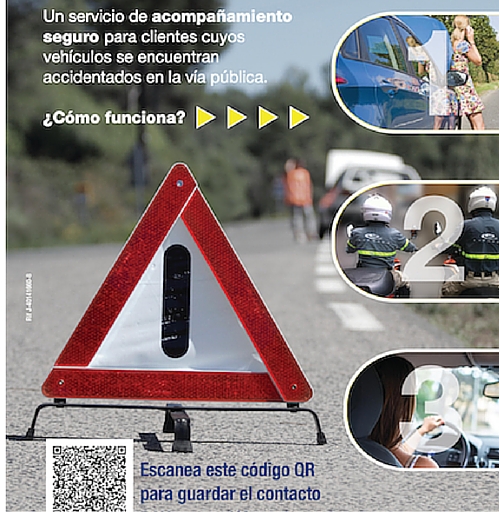 Un servicio de acompañamiento
seguro para clientes cuyos
vehículos se encuentran
accidentados en la vía pública.
¿Cómo funciona?
1
2
3
Escanea este código QR
para guardar el contacto